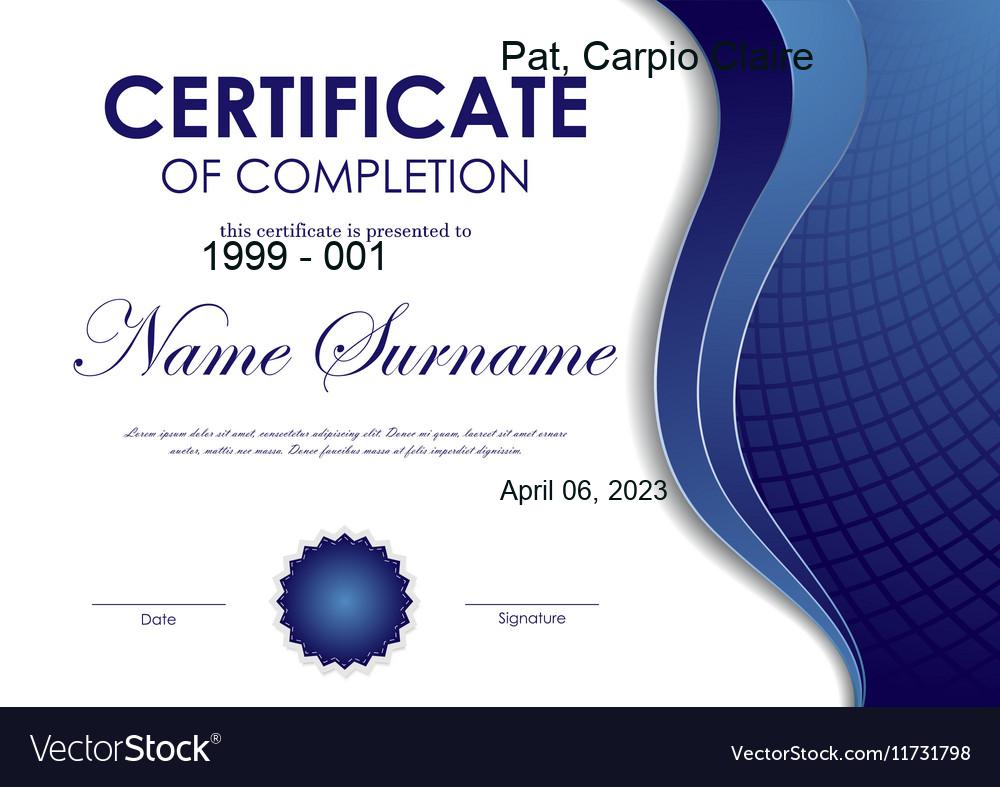 Pat, Carpio Claire
CERTIFICATE
OF COMPLETION
this certificate is presented to
1999 - 001
Name Surname
Lorem ipsum dolor sit amet, consectetur adipiscing elit. Donec mi quam, laoreet sit amet ornare
auctor, mattis nec massa. Donec faucibus massa at felis imperdiet dignissim.
April 06, 2023
Date
Signature
VectorStock®
VectorStock.com/11731798